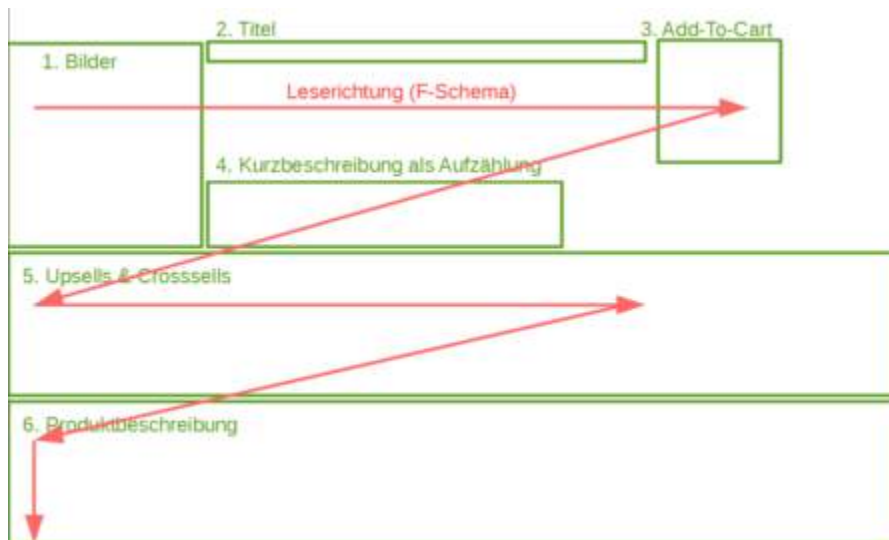 2. Titel
3. Add-To-Cart
1. Bilder
Leserichtung (F-Schema)
4. Kurzbeschreibung als Aufzählung
5. Upsells & Crosssells
6. Produktbeschreibung